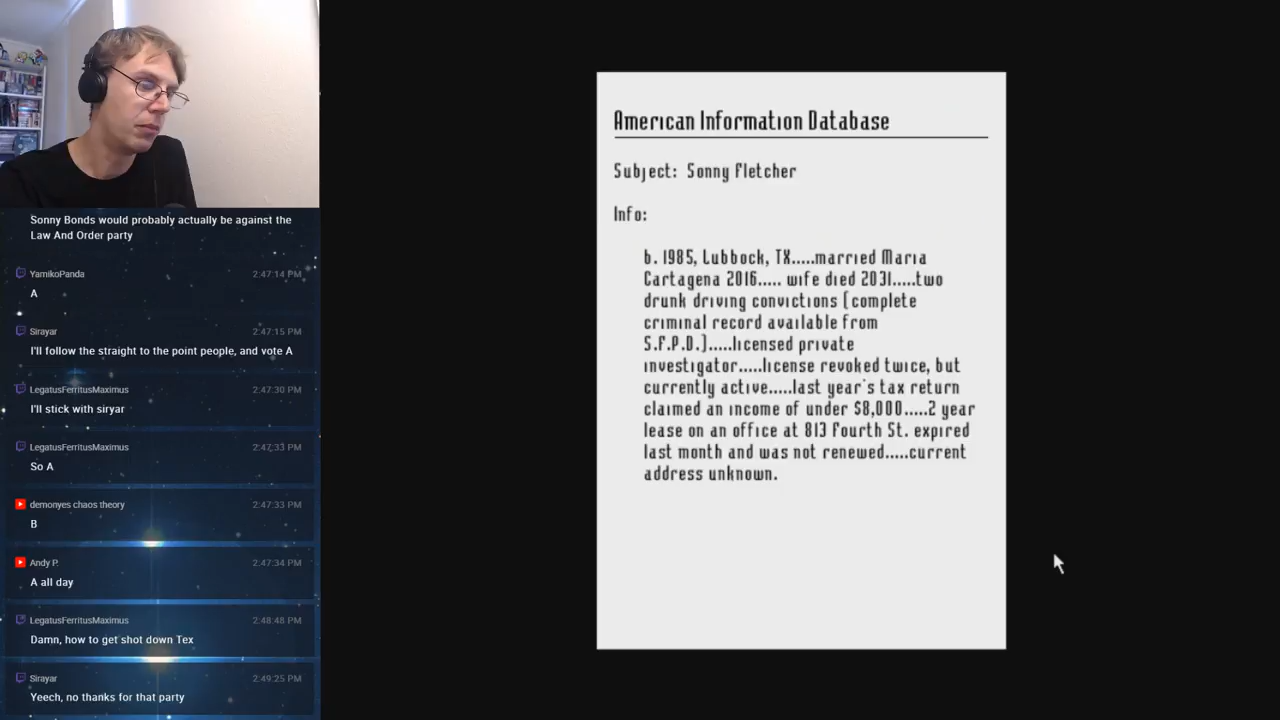 Sonny Bonds would probably actually be against the
Law And Order party
YamikoPanda 2:47:14 PM
A
Sirayar 2:47:15 PM
I'll follow the straight to the point people, and vote A
LegatusFerritusMaximus 2:47:30 PM
I'll stick with siryar
LegatusFerritusMaximus 2:47:33 PM
So A
demonyes chaos theory 2:47:33 PM
B
Andy P. 2:47:34 PM
A all day
LegatusFerritusMaximus 2:48:48 PM
Damn, how to get shot down Tex
Sirayar 2:49:25 PM
Yeech, no thanks for that party
American Information Database
Subject: Sonny Fletcher
Info:
b. 1985, Lubbock, TX.....married Maria
Cartagena 2016..... wife died 2031.....two
drunk driving convictions (complete
criminal record available from
S.F.P.D.).....licensed private
investigator.....license revoked twice, but
currently active.....last year's tax return
claimed an income of under $8,000.....2 year
lease on an office at 813 Fourth St. expired
last month and was not renewed.....current
address unknown.